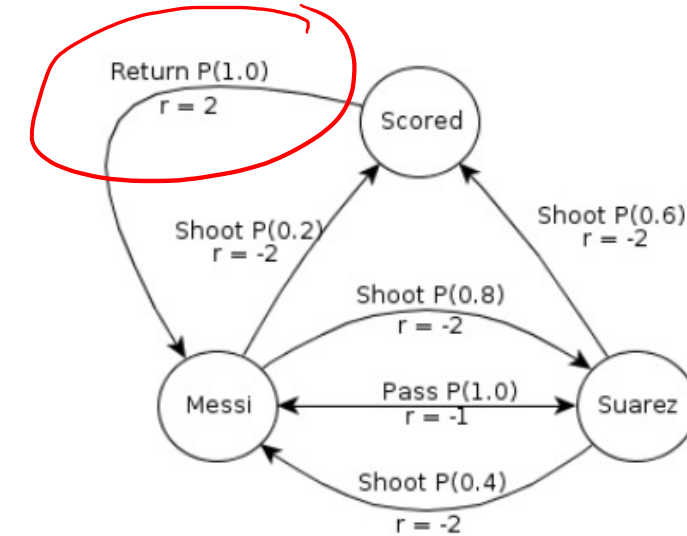 Return P(1.0)
r = 2
Scored
Shoot P(0.2)
r = -2
Shoot P(0.6)
r = -2
Shoot P(0.8)
r = -2
Messi
Pass P(1.0)
r = -1
Suarez
Shoot P(0.4)
r = -2